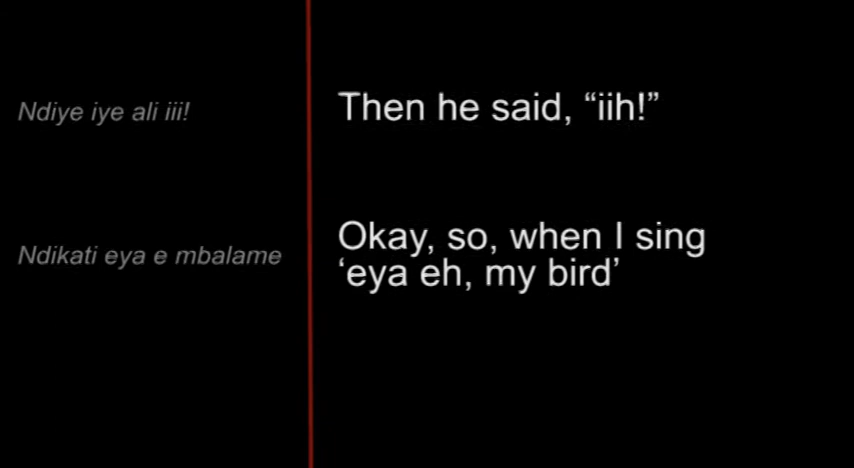 Ndiye iye ali iii!
Then he said, “iih!”
Ndikati eya e mbalame
Okay, so, when I sing
‘eya eh, my bird’